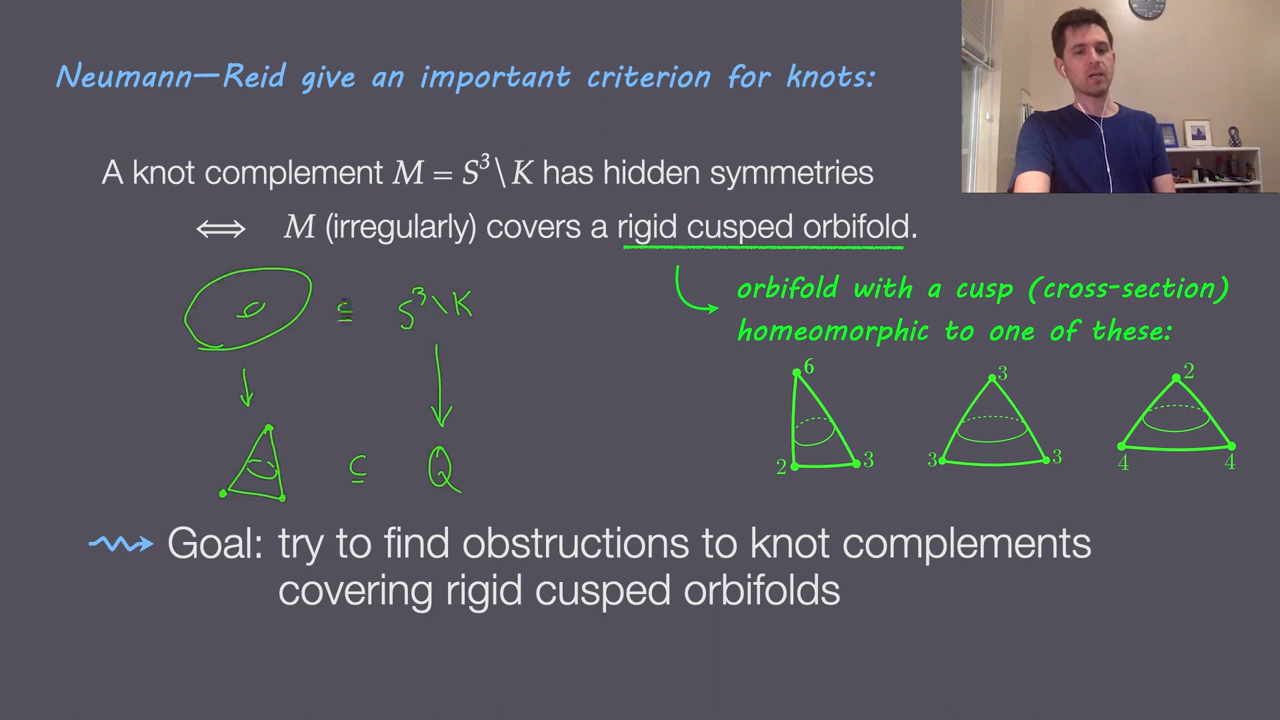 Neumann—Reid give an important criterion for knots:
A knot complement M = S³\K has hidden symmetries
⟺ M (irregularly) covers a rigid cusped orbifold.
orbifold with a cusp (cross-section)
homeomorphic to one of these:
⊆ S³\K
6 2 3
3 3 3
2 4 4
⊆ Q
Goal: try to find obstructions to knot complements
covering rigid cusped orbifolds